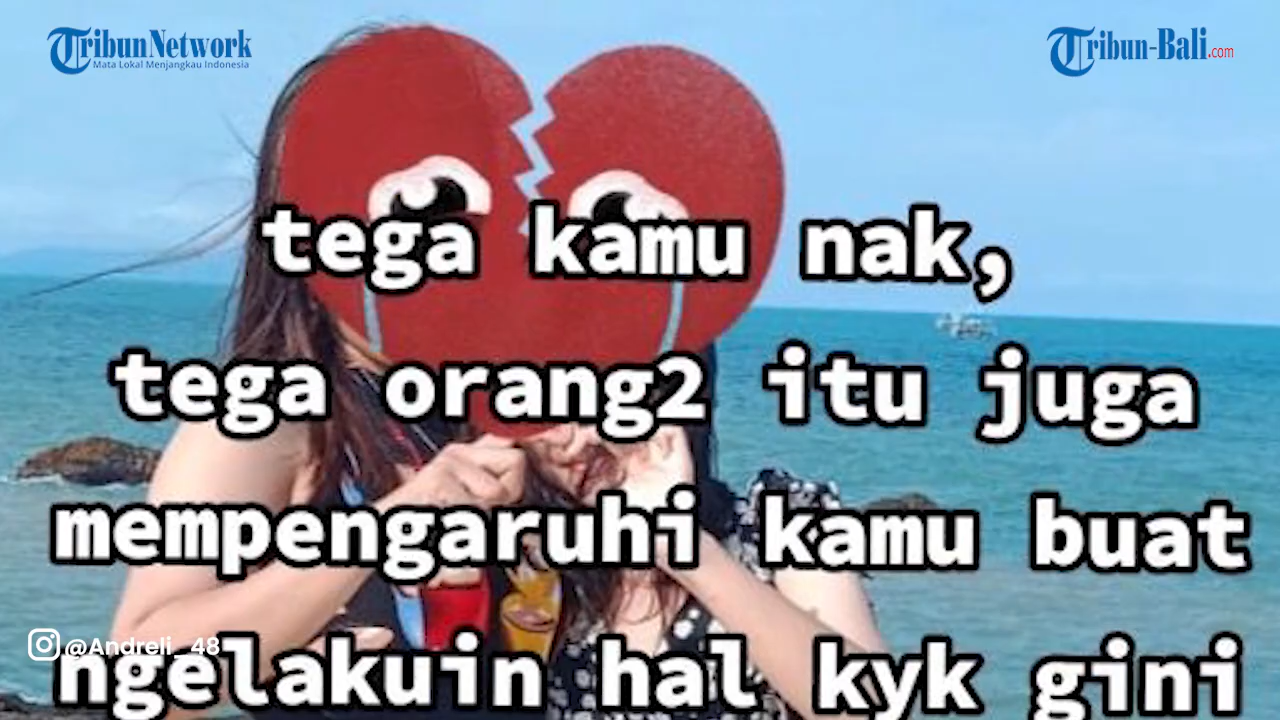 TribunNetwork
Mata Lokal Menjangkau Indonesia
Tribun-Bali.com
tega kamu nak,
tega orang2 itu juga
mempengaruhi kamu buat
@Andreli_48
ngelakuin hal kyk gini